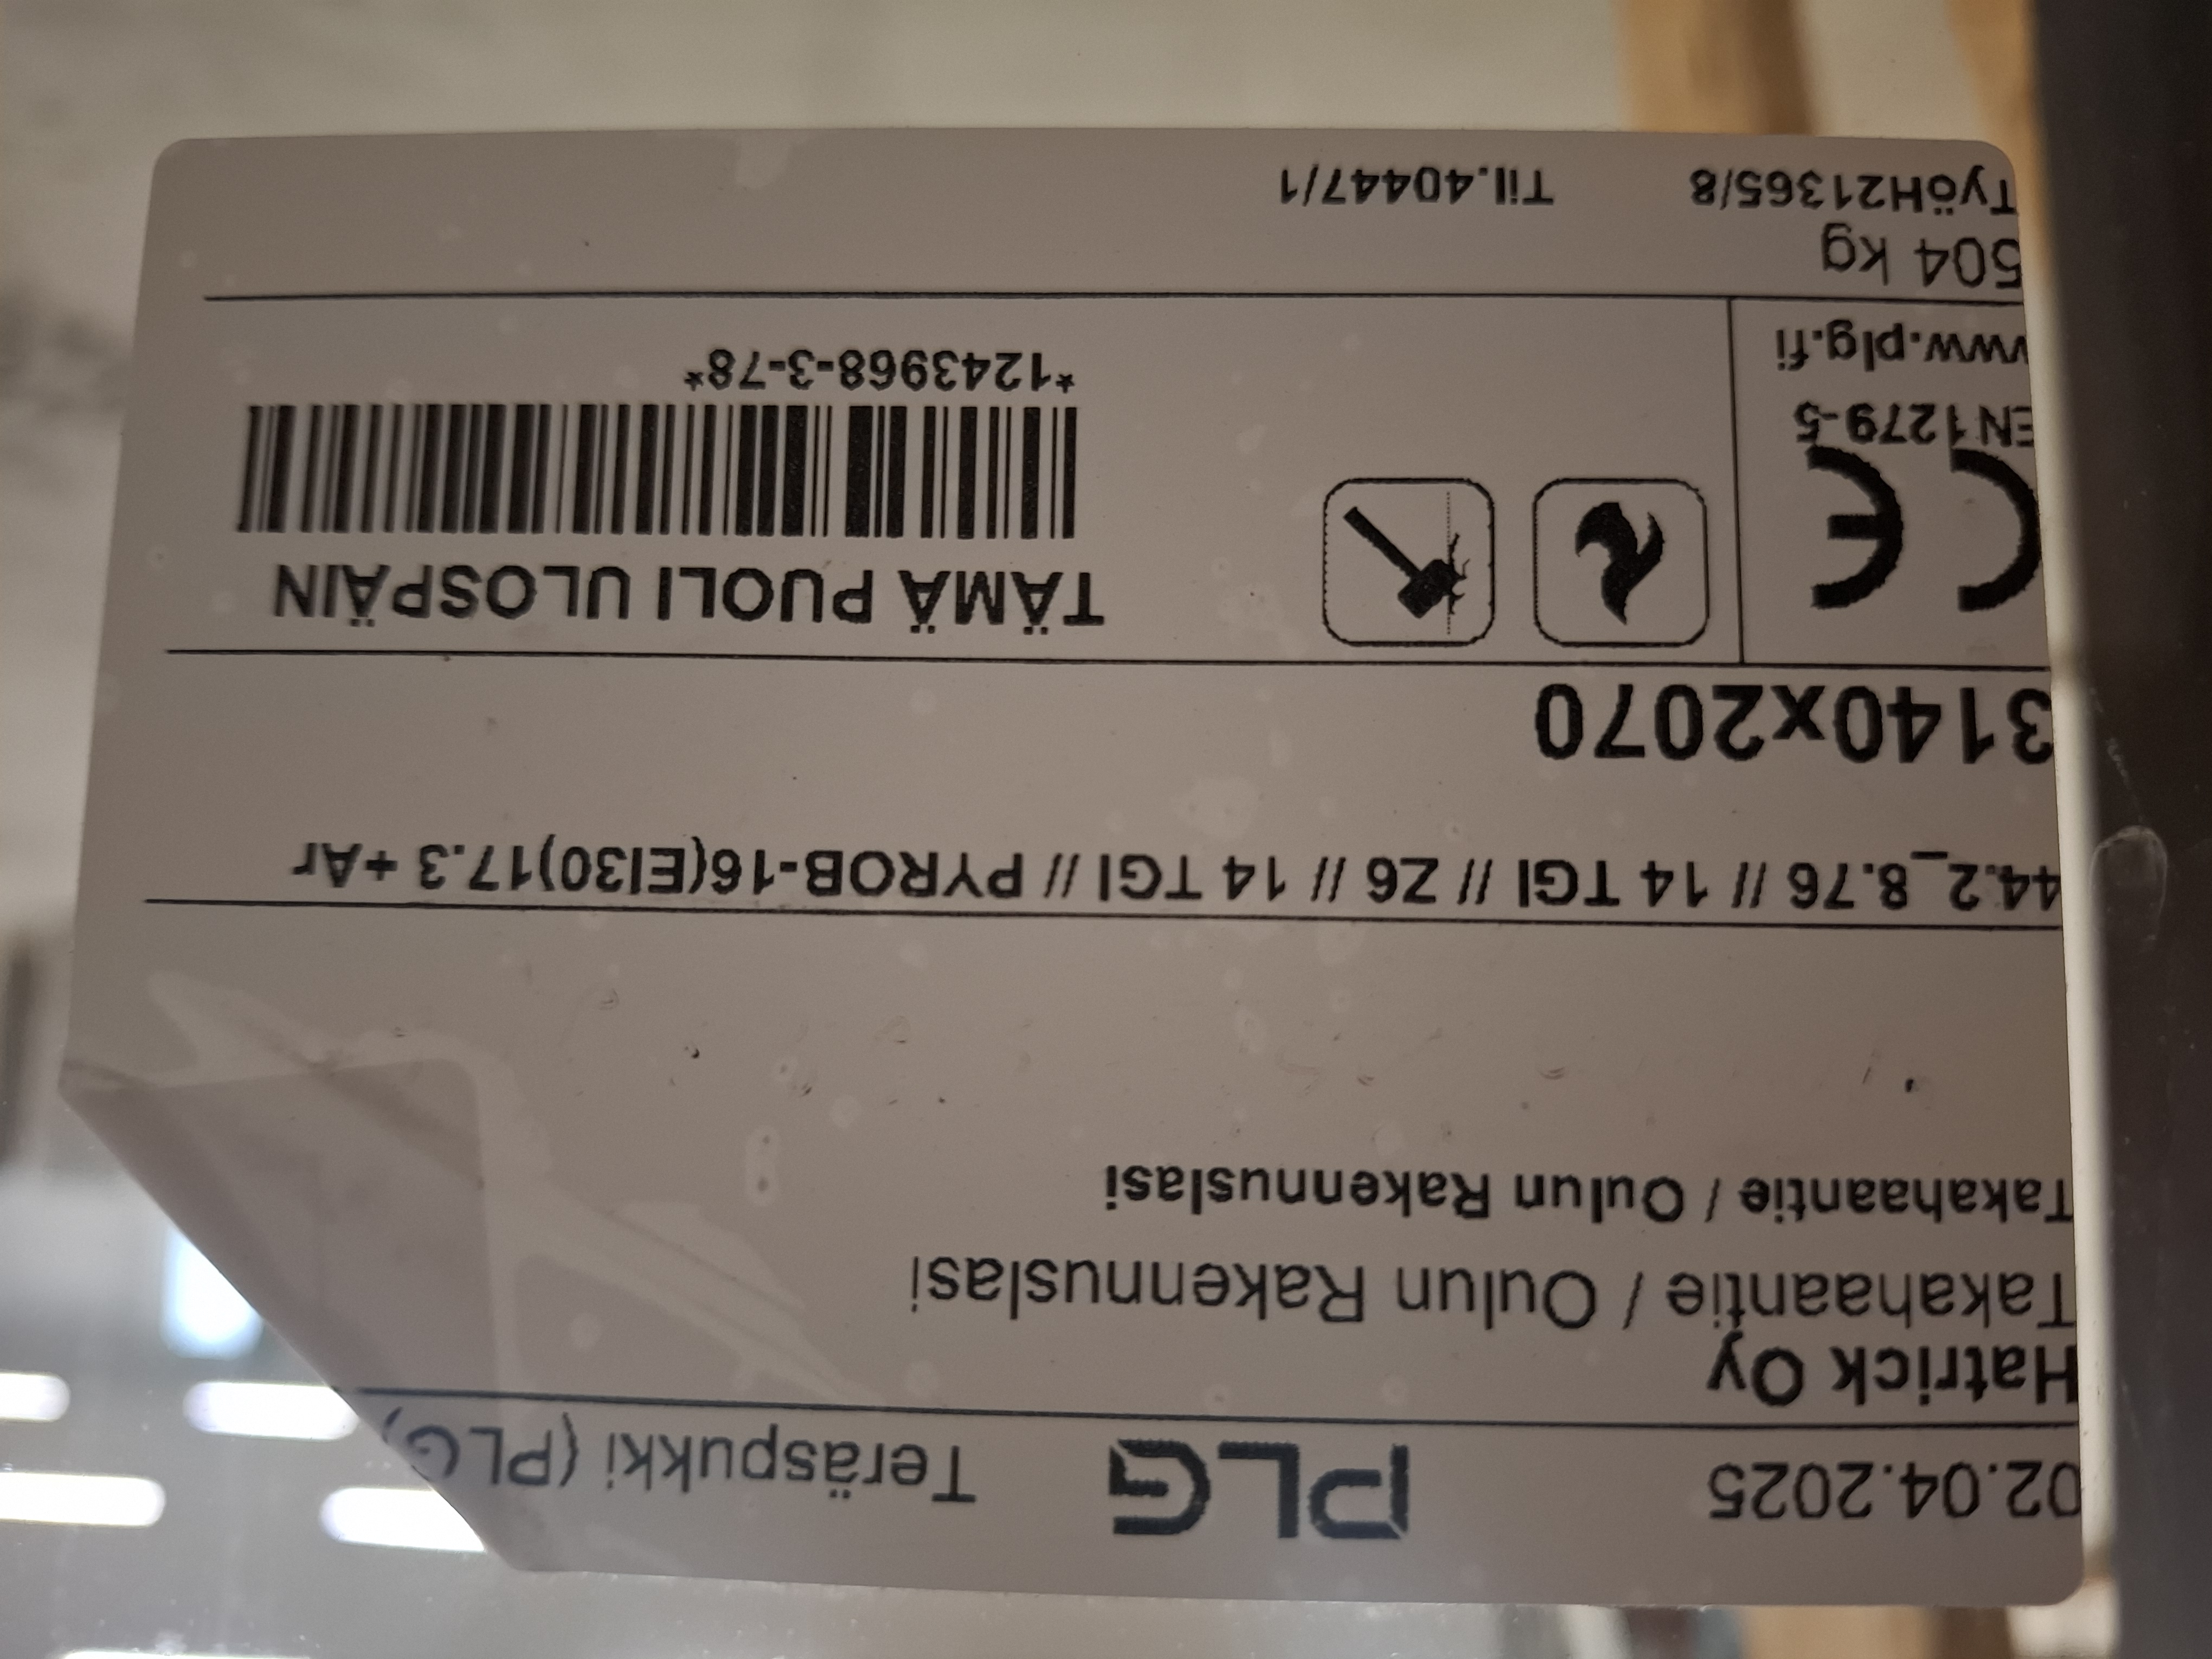 02.04.2025 PLG Teräspukki (PLG)
Hatrick Oy
Takahaantie / Oulun Rakennuslasi
Takahaantie / Oulun Rakennuslasi
44.2_8.76 // 14 TGI // Z6 // 14 TGI // PYROB-16(EI30)17.3 +Ar
3140x2070
CE
EN 1279-5
www.plg.fi
TÄMÄ PUOLI ULOSPÄIN
*1243968-3-78*
504 kg
TyöH21365/8 Til.40447/1